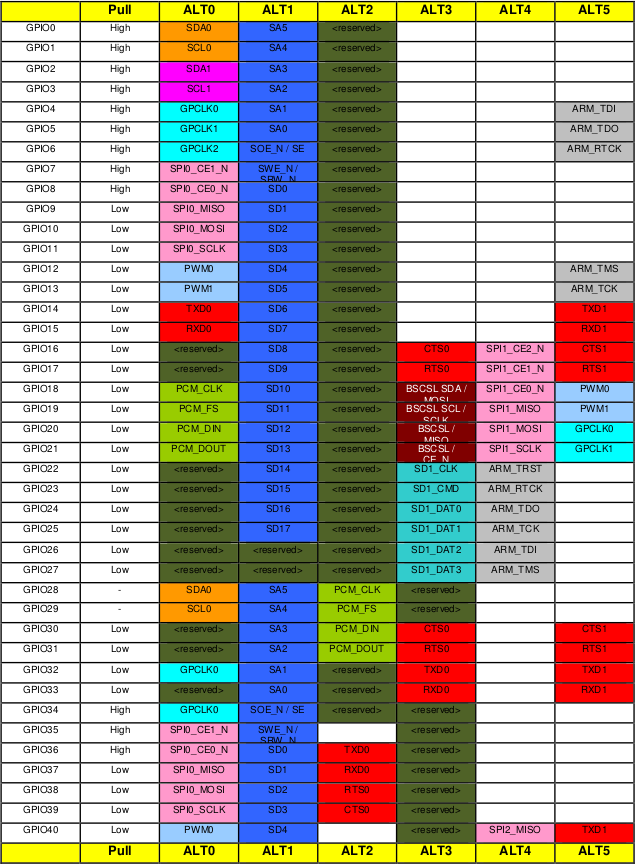 Pull ALT0 ALT1 ALT2 ALT3 ALT4 ALT5
GPIO0 High SDA0 SA5 <reserved>
GPIO1 High SCL0 SA4 <reserved>
GPIO2 High SDA1 SA3 <reserved>
GPIO3 High SCL1 SA2 <reserved>
GPIO4 High GPCLK0 SA1 <reserved> ARM_TDI
GPIO5 High GPCLK1 SA0 <reserved> ARM_TDO
GPIO6 High GPCLK2 SOE_N / SE <reserved> ARM_RTCK
GPIO7 High SPI0_CE1_N SWE_N / SRW_N <reserved>
GPIO8 High SPI0_CE0_N SD0 <reserved>
GPIO9 Low SPI0_MISO SD1 <reserved>
GPIO10 Low SPI0_MOSI SD2 <reserved>
GPIO11 Low SPI0_SCLK SD3 <reserved>
GPIO12 Low PWM0 SD4 <reserved> ARM_TMS
GPIO13 Low PWM1 SD5 <reserved> ARM_TCK
GPIO14 Low TXD0 SD6 <reserved> TXD1
GPIO15 Low RXD0 SD7 <reserved> RXD1
GPIO16 Low <reserved> SD8 <reserved> CTS0 SPI1_CE2_N CTS1
GPIO17 Low <reserved> SD9 <reserved> RTS0 SPI1_CE1_N RTS1
GPIO18 Low PCM_CLK SD10 <reserved> BSCSL SDA / MOSI SPI1_CE0_N PWM0
GPIO19 Low PCM_FS SD11 <reserved> BSCSL SCL / SCLK SPI1_MISO PWM1
GPIO20 Low PCM_DIN SD12 <reserved> BSCSL / MISO SPI1_MOSI GPCLK0
GPIO21 Low PCM_DOUT SD13 <reserved> BSCSL / CE_N SPI1_SCLK GPCLK1
GPIO22 Low <reserved> SD14 <reserved> SD1_CLK ARM_TRST
GPIO23 Low <reserved> SD15 <reserved> SD1_CMD ARM_RTCK
GPIO24 Low <reserved> SD16 <reserved> SD1_DAT0 ARM_TDO
GPIO25 Low <reserved> SD17 <reserved> SD1_DAT1 ARM_TCK
GPIO26 Low <reserved> <reserved> <reserved> SD1_DAT2 ARM_TDI
GPIO27 Low <reserved> <reserved> <reserved> SD1_DAT3 ARM_TMS
GPIO28 - SDA0 SA5 PCM_CLK <reserved>
GPIO29 - SCL0 SA4 PCM_FS <reserved>
GPIO30 Low <reserved> SA3 PCM_DIN CTS0 CTS1
GPIO31 Low <reserved> SA2 PCM_DOUT RTS0 RTS1
GPIO32 Low GPCLK0 SA1 <reserved> TXD0 TXD1
GPIO33 Low <reserved> SA0 <reserved> RXD0 RXD1
GPIO34 High GPCLK0 SOE_N / SE <reserved> <reserved>
GPIO35 High SPI0_CE1_N SWE_N / SRW_N <reserved>
GPIO36 High SPI0_CE0_N SD0 TXD0 <reserved>
GPIO37 Low SPI0_MISO SD1 RXD0 <reserved>
GPIO38 Low SPI0_MOSI SD2 RTS0 <reserved>
GPIO39 Low SPI0_SCLK SD3 CTS0 <reserved>
GPIO40 Low PWM0 SD4 <reserved> SPI2_MISO TXD1
Pull ALT0 ALT1 ALT2 ALT3 ALT4 ALT5